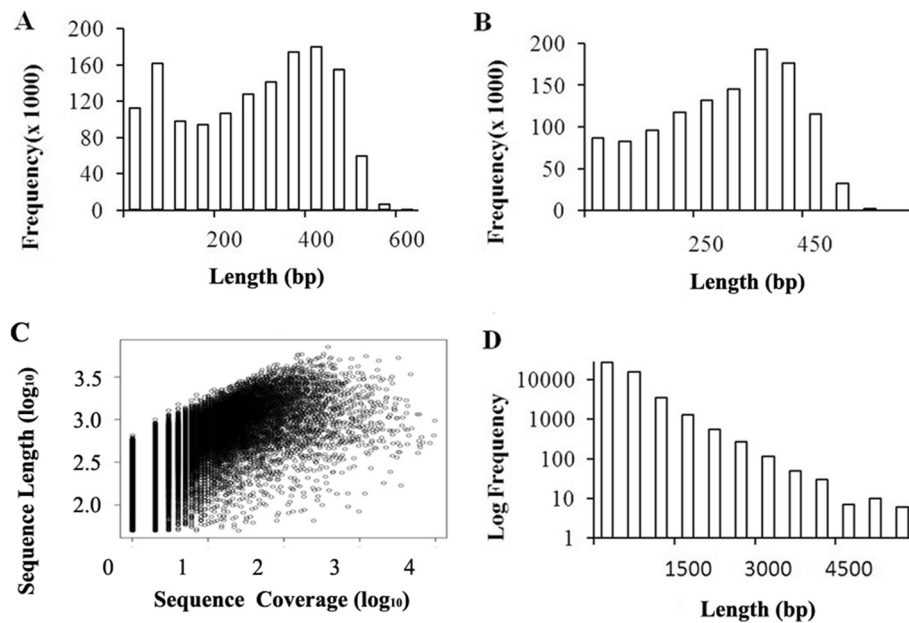 A
Frequency(x 1000)
200
160
120
80
40
0
200
400
600
Length (bp)
B
Frequency(x 1000)
200
150
100
50
0
250
450
Length (bp)
C
Sequence Length (log10)
3.5
3.0
2.5
2.0
0
1
2
3
4
Sequence Coverage (log10)
D
Log Frequency
10000
1000
100
10
1
1500
3000
4500
Length (bp)